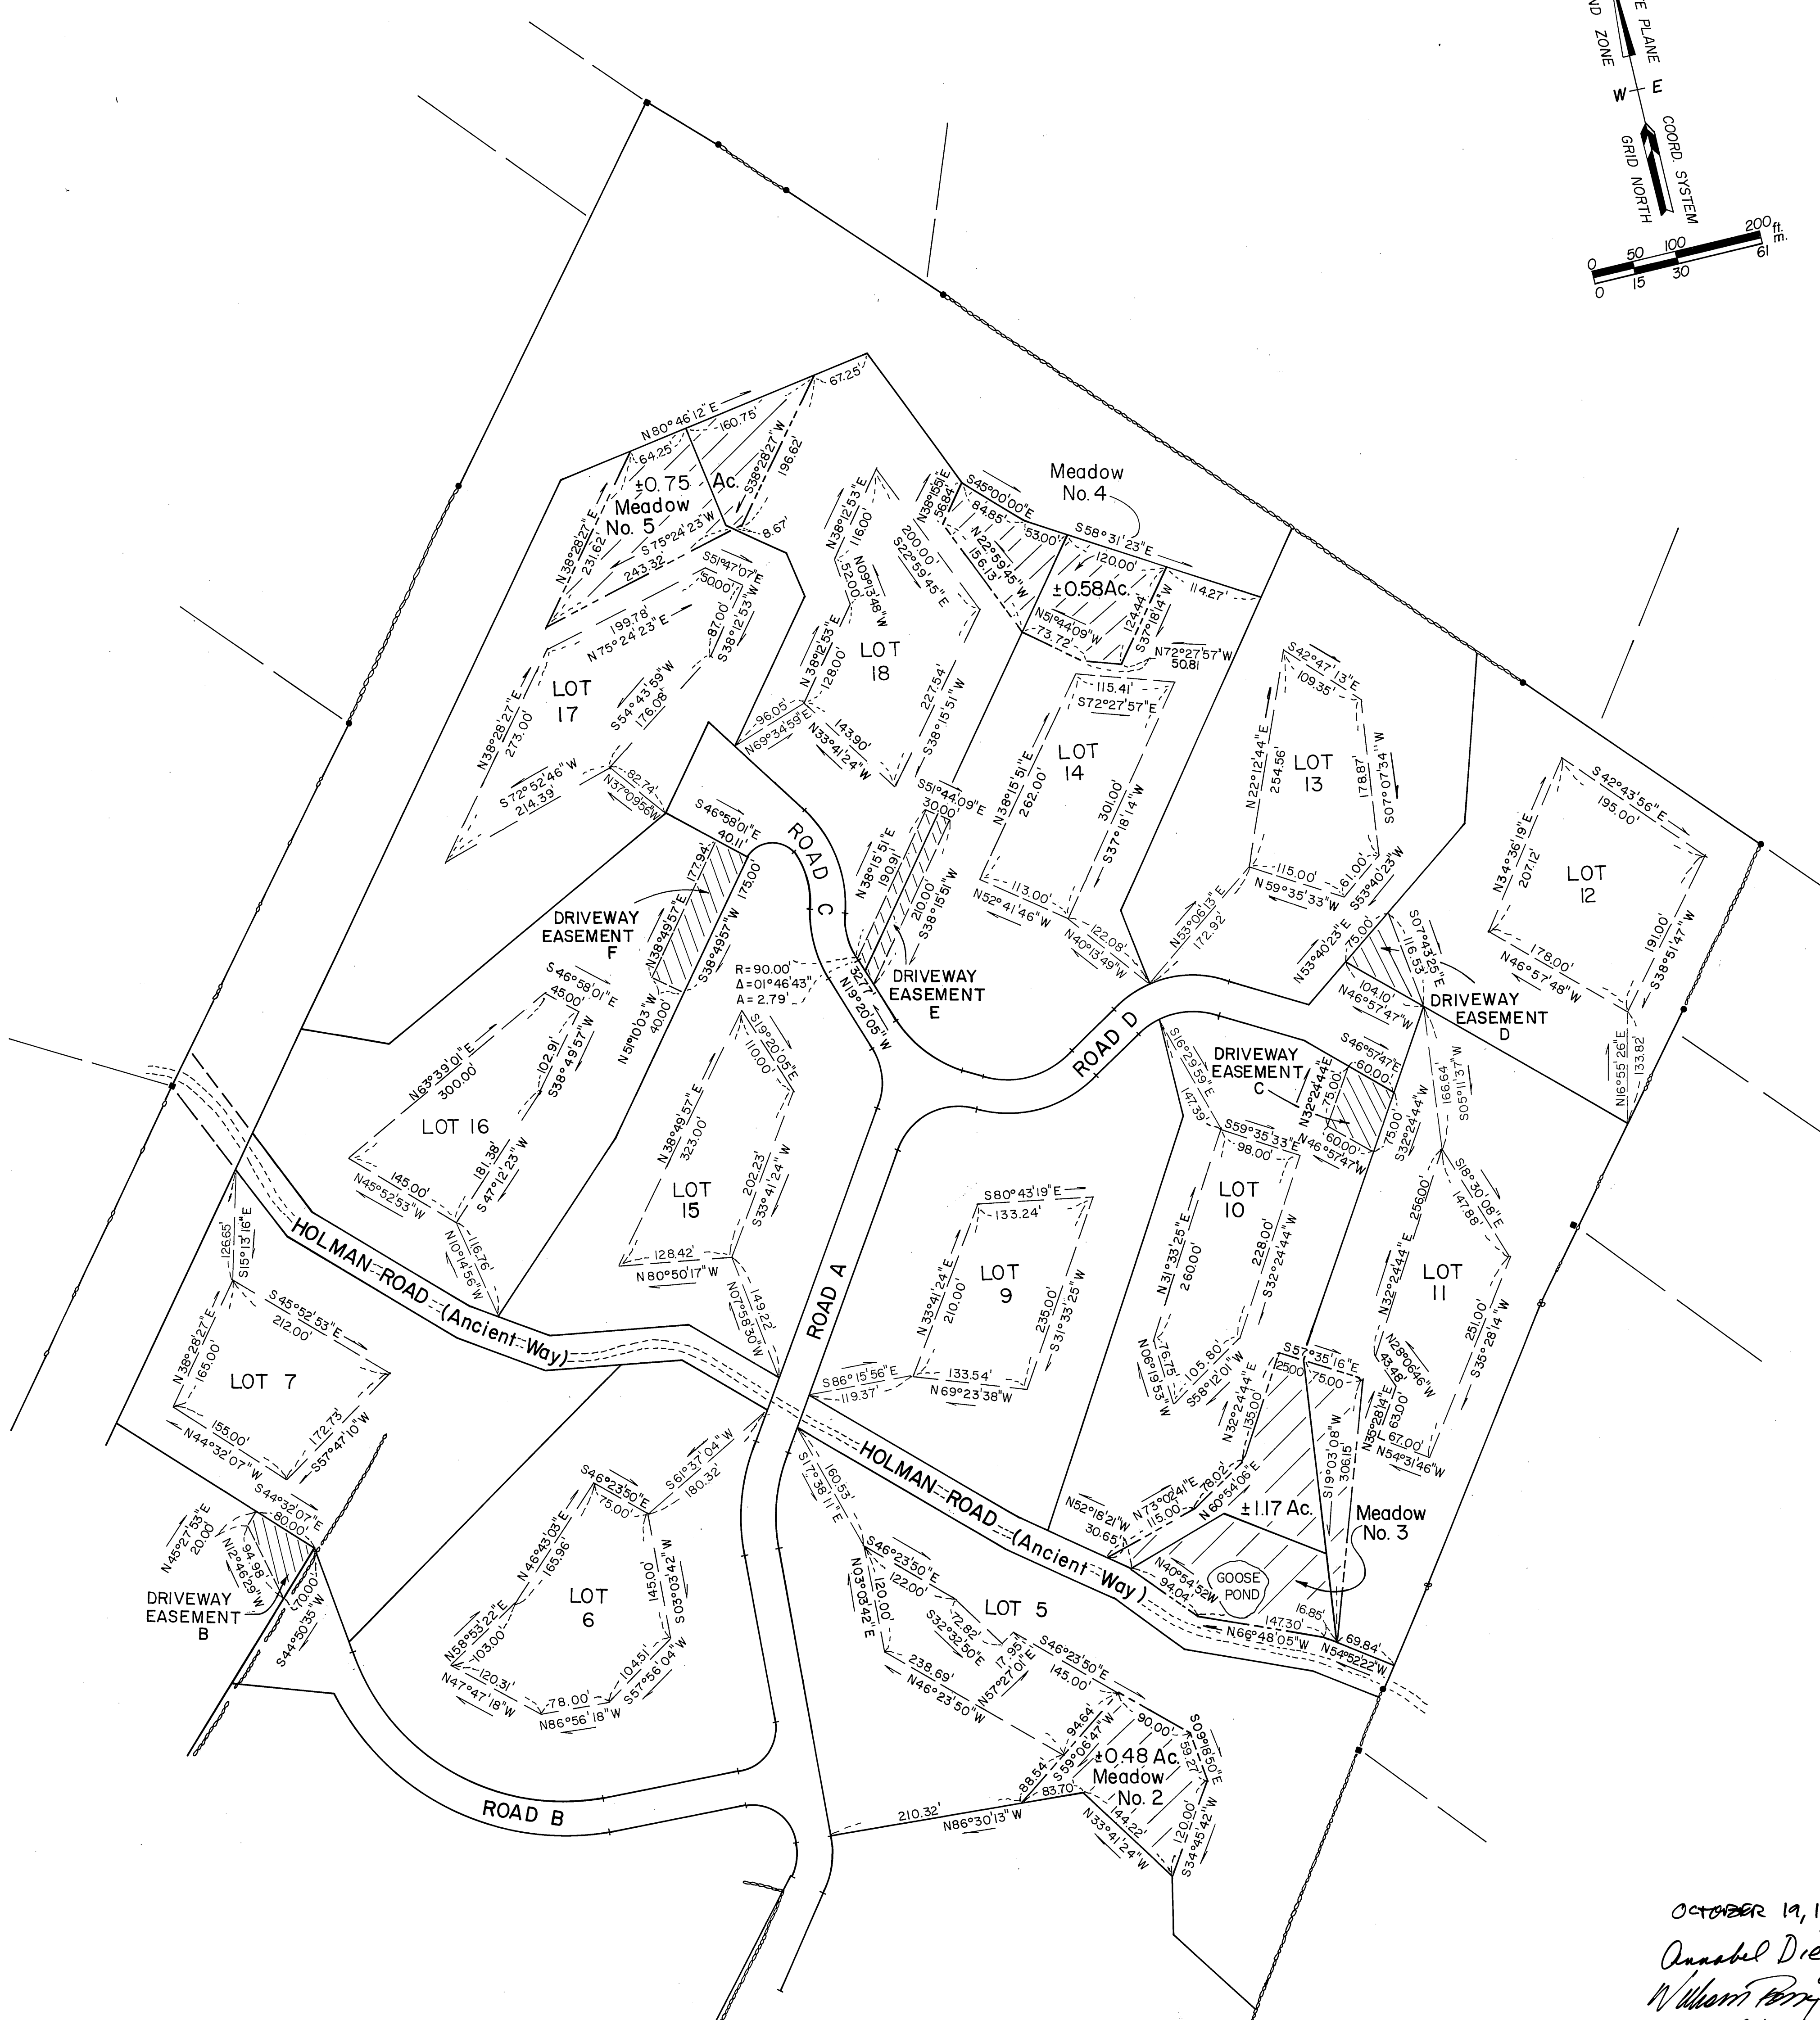 STATE PLANE
ZONE
W E
COORD. SYSTEM
GRID NORTH
0 50 100 200 ft.
0 15 30 61 m.
67.25'
N80°46'12"E
160.75'
64.25'
±0.75 Ac.
Meadow
No. 5
S38°28'27"W
196.62'
N38°28'27"E
231.62'
S75°24'23"W
243.32'
8.67'
S51°47'07"E
50.00'
87.00'
S38°12'53"W
199.78'
N75°24'23"E
LOT
17
N38°28'27"E
273.00'
S54°43'59"W
176.08'
S72°52'46"W
214.39'
82.74'
N37°09'56"W
N38°12'53"E
116.00'
52.00'
N09°13'48"W
200.00'
S22°59'45"E
N38°12'53"E
128.00'
LOT
18
227.54'
S38°15'51"W
96.05'
N69°34'59"E
143.90'
N33°41'24"W
N38°15'51"E
56.84'
S45°00'00"E
84.85'
53.00'
N22°59'45"W
156.13'
Meadow
No. 4
S58°31'23"E
120.00'
114.27'
±0.58 Ac.
124.44'
S37°18'14"W
N51°44'09"W
73.72'
N72°27'57"W
50.81
115.41'
S72°27'57"E
LOT
14
N38°15'51"E
262.00'
301.00'
S37°18'14"W
113.00'
N52°41'46"W
122.08'
N40°13'49"W
S42°47'13"E
109.35'
LOT
13
N22°12'44"E
254.56'
178.87'
S07°07'34"W
115.00'
N59°35'33"W
61.00'
S53°40'23"W
N53°06'13"E
172.92'
S42°43'56"E
195.00'
N34°36'19"E
207.12'
LOT
12
191.00'
S38°51'47"W
178.00'
N46°57'48"W
N16°55'26"E
133.82'
N53°40'23"E
75.00'
S07°43'25"E
116.53'
104.10'
N46°57'47"W
DRIVEWAY
EASEMENT
D
S46°58'01"E
40.11'
177.94'
N38°49'57"E
175.00'
S38°49'57"W
N51°10'03"W
40.00'
DRIVEWAY
EASEMENT
F
ROAD C
S51°44'09"E
30.00'
N38°15'51"E
190.91'
210.00'
S38°15'51"W
R=90.00'
Δ=01°46'43"
A=2.79'
32.77'
N19°20'05"W
DRIVEWAY
EASEMENT
E
ROAD D
S46°58'01"E
45.00'
N63°39'01"E
300.00'
102.91'
S38°49'57"W
LOT 16
181.38'
S47°12'23"W
145.00'
N45°52'53"W
116.76'
N10°14'56"W
S19°20'05"E
110.00'
N38°49'57"E
323.00'
202.23'
S33°41'24"W
LOT
15
128.42'
N80°50'17"W
149.22'
N07°58'30"W
ROAD A
S80°43'19"E
133.24'
N33°41'24"E
210.00'
LOT
9
235.00'
S31°33'25"W
133.54'
N69°23'38"W
S86°15'56"E
119.37'
S16°29'59"E
147.39'
DRIVEWAY
EASEMENT
C
S46°57'47"E
60.00'
N32°24'44"E
75.00'
75.00'
S32°24'44"W
60.00'
N46°57'47"W
S59°35'33"E
98.00'
LOT
10
N31°33'25"E
260.00'
228.00'
S32°24'44"W
76.75'
N06°19'53"W
105.80'
S58°12'01"W
S05°11'37"W
166.64'
S18°30'08"E
147.88'
256.00'
N32°24'44"E
LOT
11
251.00'
S35°28'14"W
N28°06'46"W
43.48'
N35°28'14"E
63.00'
67.00'
N54°31'46"W
S57°35'16"E
25.00'
75.00'
N32°24'44"E
135.00'
S19°03'08"W
306.15'
78.02'
N60°54'06"E
N73°02'41"E
115.00'
N52°18'21"W
30.65'
±1.17 Ac.
Meadow
No. 3
GOOSE
POND
N40°54'52"W
94.04'
147.30'
16.85'
69.84'
N66°48'05"W
N54°52'22"W
HOLMAN ROAD (Ancient Way)
HOLMAN ROAD (Ancient Way)
126.65'
S15°13'16"E
S45°52'53"E
212.00'
N38°28'27"E
165.00'
LOT 7
155.00'
N44°32'07"W
172.73'
S57°47'10"W
S44°32'07"E
80.00'
N45°27'53"E
20.00'
94.98'
N12°46'29"W
70.00'
S44°50'35"W
DRIVEWAY
EASEMENT
B
S61°37'04"W
180.32'
S46°23'50"E
75.00'
N46°43'03"E
165.96'
145.00'
S03°03'42"W
LOT
6
N58°53'22"E
103.00'
120.31'
N47°47'18"W
78.00'
N86°56'18"W
104.51'
S57°56'04"W
ROAD B
160.53'
S17°38'11"E
S46°23'50"E
122.00'
120.00'
N03°03'42"E
LOT 5
72.82'
S32°32'50"E
17.95'
N57°27'01"E
S46°23'50"E
145.00'
238.69'
N46°23'50"W
94.64'
S59°06'47"W
88.54'
90.00'
S09°18'50"E
59.27'
±0.48 Ac.
Meadow
No. 2
83.70'
210.32'
N86°30'13"W
144.22'
N33°41'24"W
120.00'
S34°45'42"W
OCTOBER 19, 1
Annabel Die
William